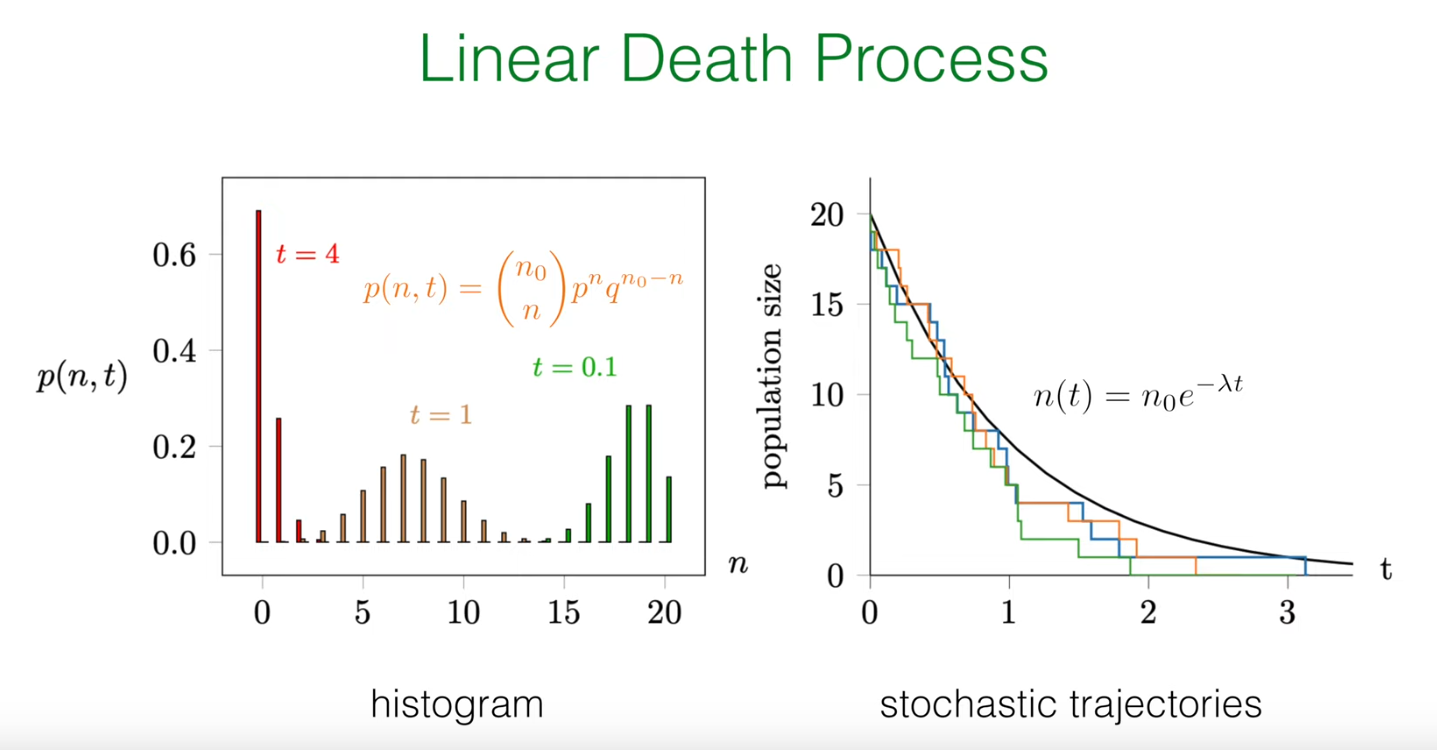 Linear Death Process
p(n, t)
0.6
0.4
0.2
0.0
t = 4
p(n, t) = \binom{n_0}{n} p^n q^{n_0-n}
t = 0.1
t = 1
n
0 5 10 15 20
histogram
population size
20
15
10
5
0
n(t) = n_0 e^{-λt}
t
0 1 2 3
stochastic trajectories